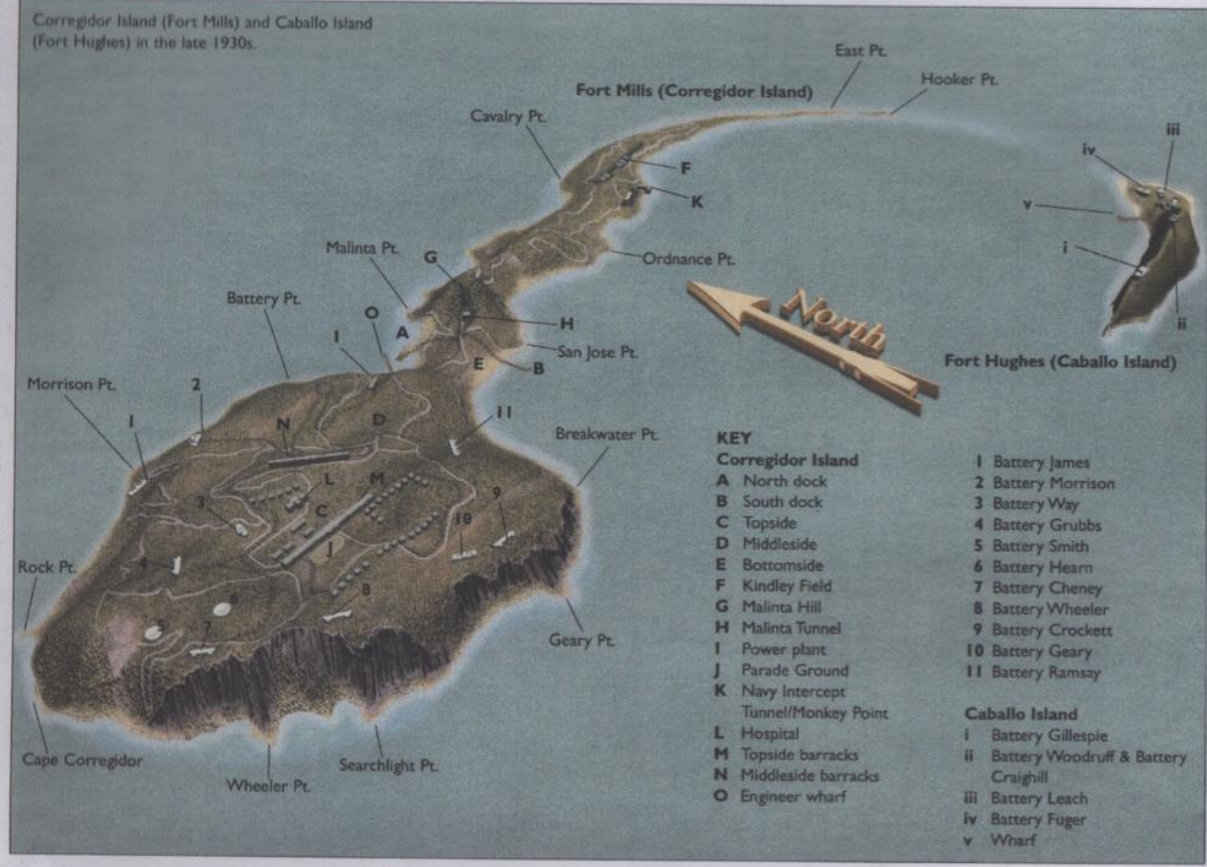 Corregidor Island (Fort Mills) and Caballo Island
(Fort Hughes) in the late 1930s.
East Pt.
Hooker Pt.
Fort Mills (Corregidor Island)
Cavalry Pt.
iii
iv
F
K
v
Malinta Pt.
G
Ordnance Pt.
i
Battery Pt.
O
A
H
North
ii
I
San Jose Pt.
E
B
Fort Hughes (Caballo Island)
Morrison Pt.
2
1
N
D
11
Breakwater Pt.
L
M
3
C
9
10
J
4
Rock Pt.
8
6
5
7
Geary Pt.
Cape Corregidor
Searchlight Pt.
Wheeler Pt.
KEY
Corregidor Island
A North dock
B South dock
C Topside
D Middleside
E Bottomside
F Kindley Field
G Malinta Hill
H Malinta Tunnel
I Power plant
J Parade Ground
K Navy Intercept
Tunnel/Monkey Point
L Hospital
M Topside barracks
N Middleside barracks
O Engineer wharf
1 Battery James
2 Battery Morrison
3 Battery Way
4 Battery Grubbs
5 Battery Smith
6 Battery Hearn
7 Battery Cheney
8 Battery Wheeler
9 Battery Crockett
10 Battery Geary
11 Battery Ramsay
Caballo Island
i Battery Gillespie
ii Battery Woodruff & Battery
Craighill
iii Battery Leach
iv Battery Fuger
v Wharf